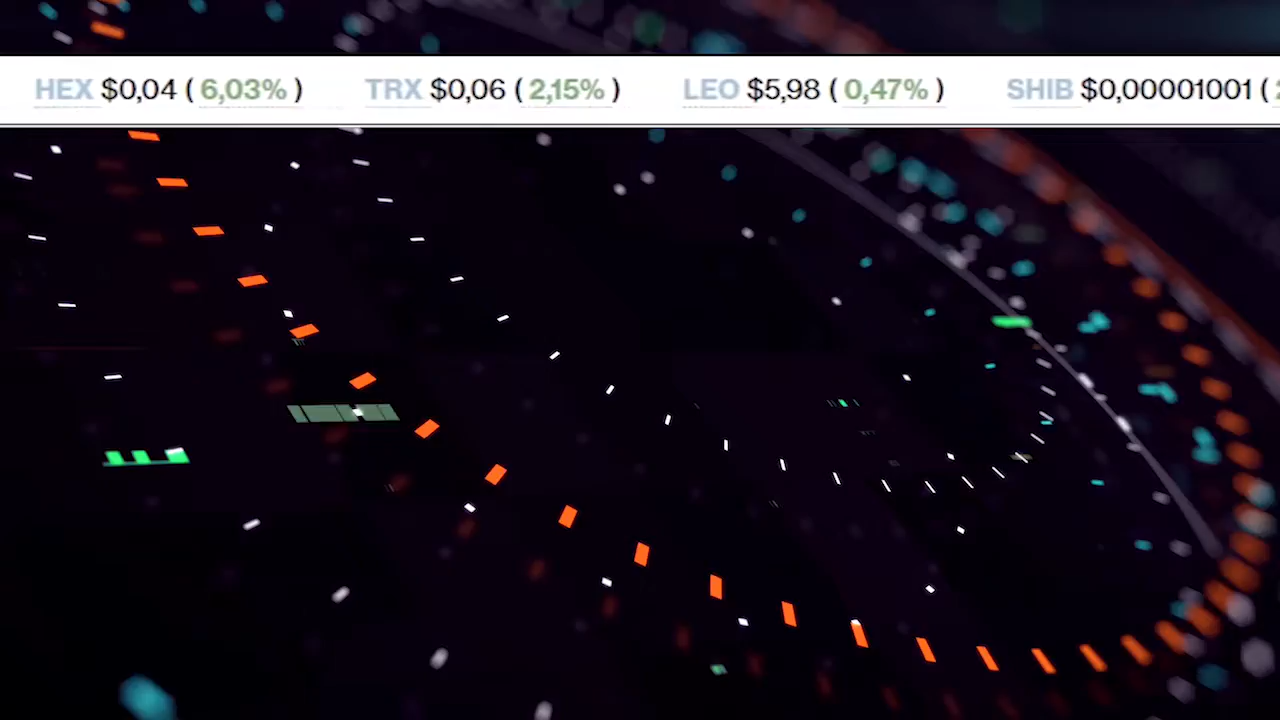 HEX $0,04 ( 6,03% ) TRX $0,06 ( 2,15% ) LEO $5,98 ( 0,47% ) SHIB $0,00001001 (